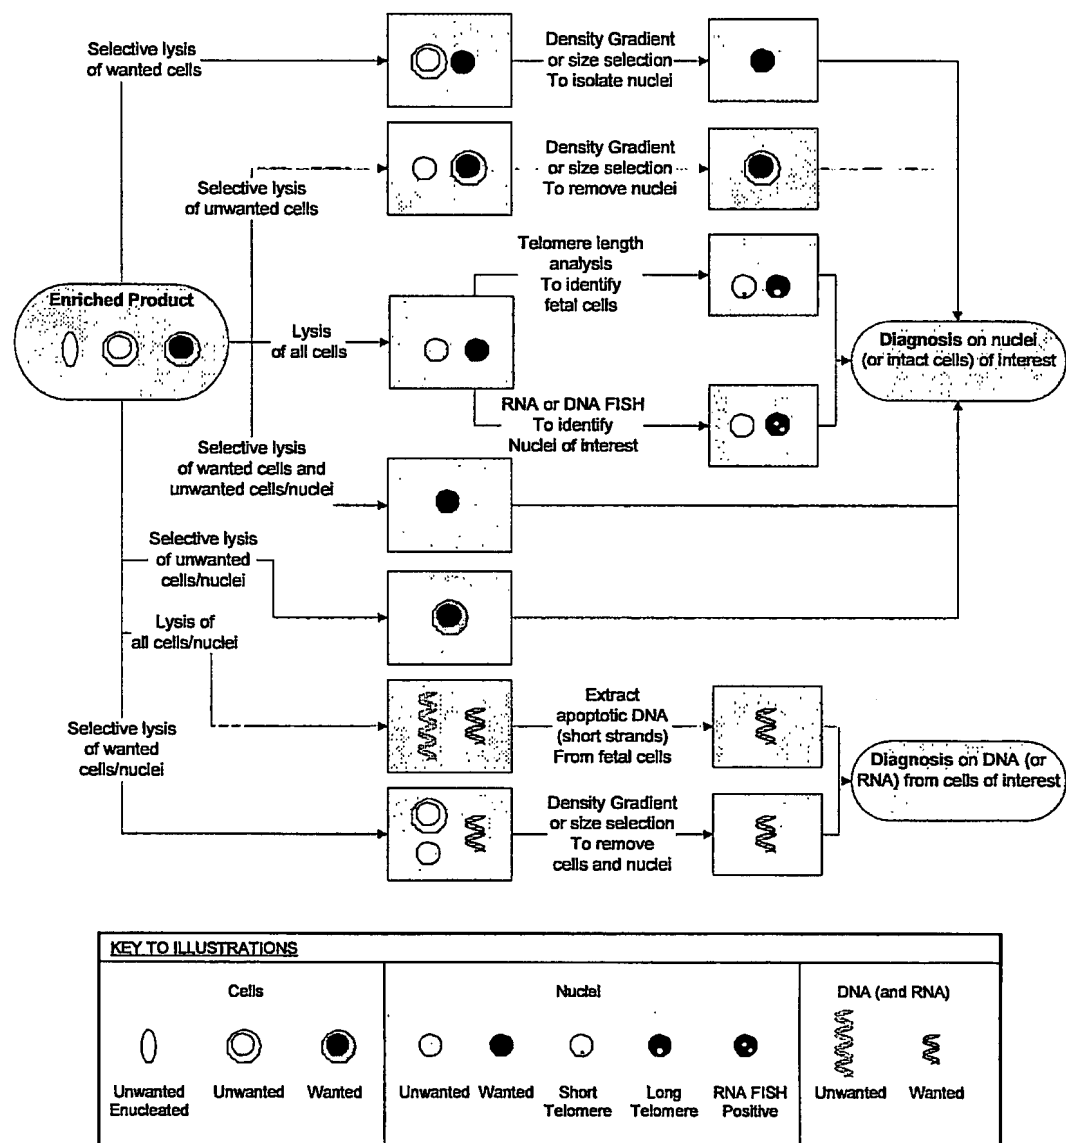 Selective lysis
of wanted cells
Density Gradient
or size selection
To isolate nuclei
Selective lysis
of unwanted cells
Density Gradient
or size selection
To remove nuclei
Enriched Product
Lysis
of all cells
Telomere length
analysis
To identify
fetal cells
RNA or DNA FISH
To identify
Nuclei of interest
Diagnosis on nuclei
(or intact cells) of interest
Selective lysis
of wanted cells and
unwanted cells/nuclei
Selective lysis
of unwanted
cells/nuclei
Lysis of
all cells/nuclei
Selective lysis
of wanted
cells/nuclei
Extract
apoptotic DNA
(short strands)
From fetal cells
Density Gradient
or size selection
To remove
cells and nuclei
Diagnosis on DNA (or
RNA) from cells of interest
KEY TO ILLUSTRATIONS
Cells
Unwanted
Enucleated
Unwanted
Wanted
Nuclei
Unwanted
Wanted
Short
Telomere
Long
Telomere
RNA FISH
Positive
DNA (and RNA)
Unwanted
Wanted